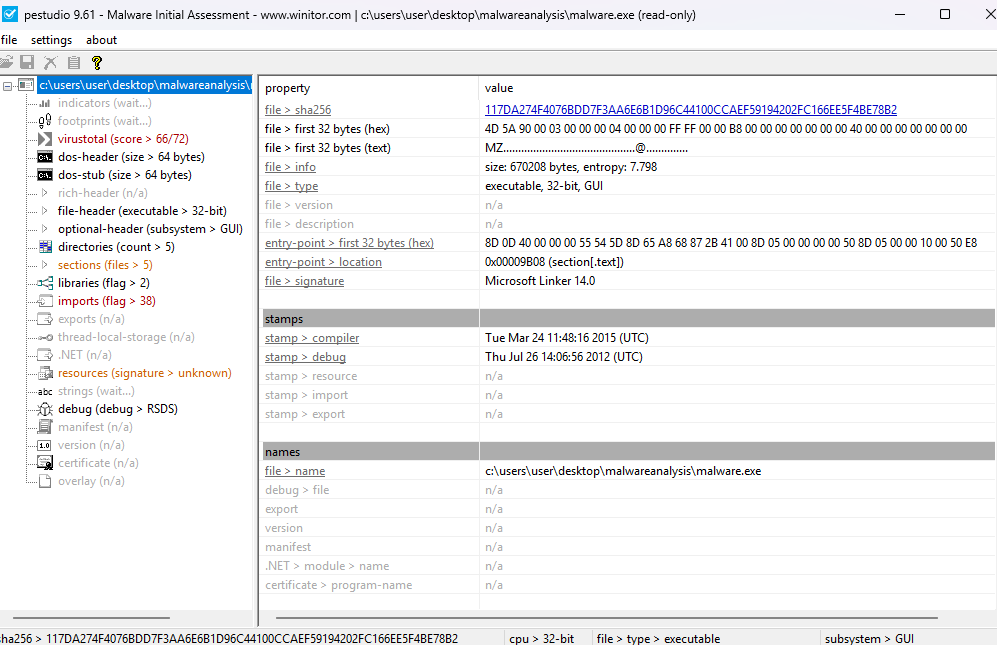 pestudio 9.61 - Malware Initial Assessment - www.winitor.com | c:\users\user\desktop\malwareanalysis\malware.exe (read-only)
file settings about
c:\users\user\desktop\malwareanalysis\
indicators (wait...)
footprints (wait...)
virustotal (score > 66/72)
dos-header (size > 64 bytes)
dos-stub (size > 64 bytes)
rich-header (n/a)
file-header (executable > 32-bit)
optional-header (subsystem > GUI)
directories (count > 5)
sections (files > 5)
libraries (flag > 2)
imports (flag > 38)
exports (n/a)
thread-local-storage (n/a)
.NET (n/a)
resources (signature > unknown)
abc strings (wait...)
debug (debug > RSDS)
manifest (n/a)
1.0 version (n/a)
certificate (n/a)
overlay (n/a)
property value
file > sha256 117DA274F4076BDD7F3AA6E6B1D96C44100CCAEF59194202FC166EE5F4BE78B2
file > first 32 bytes (hex) 4D 5A 90 00 03 00 00 00 04 00 00 00 FF FF 00 00 B8 00 00 00 00 00 00 00 40 00 00 00 00 00 00 00
file > first 32 bytes (text) MZ..........................................@.............
file > info size: 670208 bytes, entropy: 7.798
file > type executable, 32-bit, GUI
file > version n/a
file > description n/a
entry-point > first 32 bytes (hex) 8D 0D 40 00 00 00 55 54 5D 8D 65 A8 68 87 2B 41 00 8D 05 00 00 00 00 50 8D 05 00 00 10 00 50 E8
entry-point > location 0x00009B08 (section[.text])
file > signature Microsoft Linker 14.0
stamps
stamp > compiler Tue Mar 24 11:48:16 2015 (UTC)
stamp > debug Thu Jul 26 14:06:56 2012 (UTC)
stamp > resource n/a
stamp > import n/a
stamp > export n/a
names
file > name c:\users\user\desktop\malwareanalysis\malware.exe
debug > file n/a
export n/a
version n/a
manifest n/a
.NET > module > name n/a
certificate > program-name n/a
sha256 > 117DA274F4076BDD7F3AA6E6B1D96C44100CCAEF59194202FC166EE5F4BE78B2 cpu > 32-bit file > type > executable subsystem > GUI